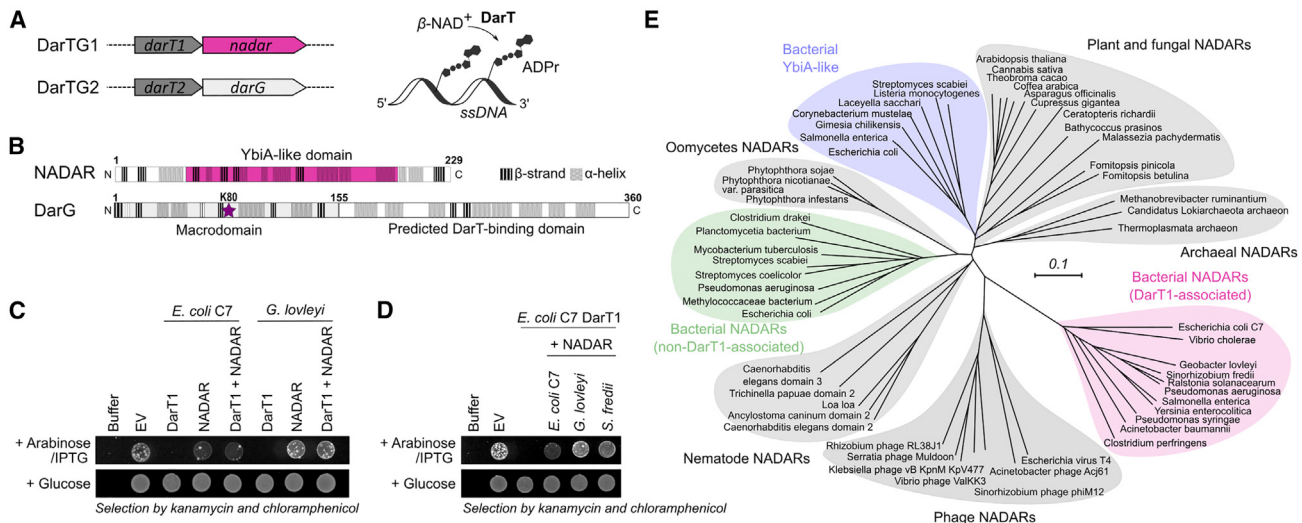 A
DarTG1
darT1
nadar
DarTG2
darT2
darG
β-NAD+ DarT
ADPr
5'
3'
ssDNA
B
1
YbiA-like domain
229
NADAR
N
C
β-strand
α-helix
1
K80
155
360
DarG
N
C
Macrodomain
Predicted DarT-binding domain
C
E. coli C7
G. lovleyi
Buffer
EV
DarT1
NADAR
DarT1 + NADAR
DarT1
NADAR
DarT1 + NADAR
+ Arabinose
/IPTG
+ Glucose
Selection by kanamycin and chloramphenicol
D
E. coli C7 DarT1
+ NADAR
Buffer
EV
E. coli C7
G. lovleyi
S. fredii
+ Arabinose
/IPTG
+ Glucose
Selection by kanamycin and chloramphenicol
E
Bacterial
YbiA-like
Streptomyces scabiei
Listeria monocytogenes
Laceyella sacchari
Corynebacterium mustelae
Gimesia chilikensis
Salmonella enterica
Escherichia coli
Plant and fungal NADARs
Arabidopsis thaliana
Cannabis sativa
Theobroma cacao
Coffea arabica
Asparagus officinalis
Cupressus gigantea
Ceratopteris richardii
Bathycoccus prasinos
Malassezia pachydermatis
Fomitopsis pinicola
Fomitopsis betulina
Oomycetes NADARs
Phytophthora sojae
Phytophthora nicotianae
var. parasitica
Phytophthora infestans
Methanobrevibacter ruminantium
Candidatus Lokiarchaeota archaeon
Thermoplasmata archaeon
Archaeal NADARs
Clostridium drakei
Planctomycetia bacterium
Mycobacterium tuberculosis
Streptomyces scabiei
Streptomyces coelicolor
Pseudomonas aeruginosa
Methylococcaceae bacterium
Escherichia coli
Bacterial NADARs
(non-DarT1-associated)
0.1
Bacterial NADARs
(DarT1-associated)
Escherichia coli C7
Vibrio cholerae
Geobacter lovleyi
Sinorhizobium fredii
Ralstonia solanacearum
Pseudomonas aeruginosa
Salmonella enterica
Yersinia enterocolitica
Pseudomonas syringae
Acinetobacter baumannii
Clostridium perfringens
Caenorhabditis
elegans domain 3
Trichinella papuae domain 2
Loa loa
Ancylostoma caninum domain 2
Caenorhabditis elegans domain 2
Nematode NADARs
Rhizobium phage RL38J1
Serratia phage Muldoon
Klebsiella phage vB KpnM KpV477
Vibrio phage ValKK3
Escherichia virus T4
Acinetobacter phage Acj61
Sinorhizobium phage phiM12
Phage NADARs